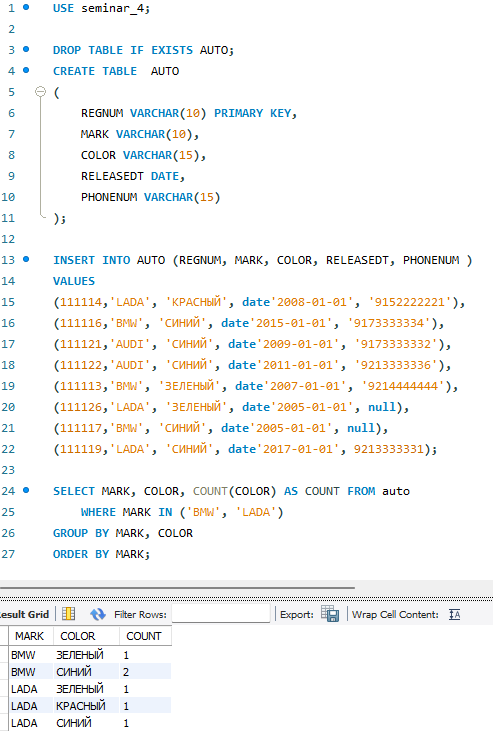 1 USE seminar_4;
2
3 DROP TABLE IF EXISTS AUTO;
4 CREATE TABLE  AUTO
5 (
6 REGNUM VARCHAR(10) PRIMARY KEY,
7 MARK VARCHAR(10),
8 COLOR VARCHAR(15),
9 RELEASEDT DATE,
10 PHONENUM VARCHAR(15)
11 );
12
13 INSERT INTO AUTO (REGNUM, MARK, COLOR, RELEASEDT, PHONENUM )
14 VALUES
15 (111114,'LADA', 'КРАСНЫЙ', date'2008-01-01', '9152222221'),
16 (111116,'BMW', 'СИНИЙ', date'2015-01-01', '9173333334'),
17 (111121,'AUDI', 'СИНИЙ', date'2009-01-01', '9173333332'),
18 (111122,'AUDI', 'СИНИЙ', date'2011-01-01', '9213333336'),
19 (111113,'BMW', 'ЗЕЛЕНЫЙ', date'2007-01-01', '9214444444'),
20 (111126,'LADA', 'ЗЕЛЕНЫЙ', date'2005-01-01', null),
21 (111117,'BMW', 'СИНИЙ', date'2005-01-01', null),
22 (111119,'LADA', 'СИНИЙ', date'2017-01-01', 9213333331);
23
24 SELECT MARK, COLOR, COUNT(COLOR) AS COUNT FROM auto
25 WHERE MARK IN ('BMW', 'LADA')
26 GROUP BY MARK, COLOR
27 ORDER BY MARK;
esult Grid Filter Rows: Export: Wrap Cell Content:
MARK COLOR COUNT
BMW ЗЕЛЕНЫЙ 1
BMW СИНИЙ 2
LADA ЗЕЛЕНЫЙ 1
LADA КРАСНЫЙ 1
LADA СИНИЙ 1